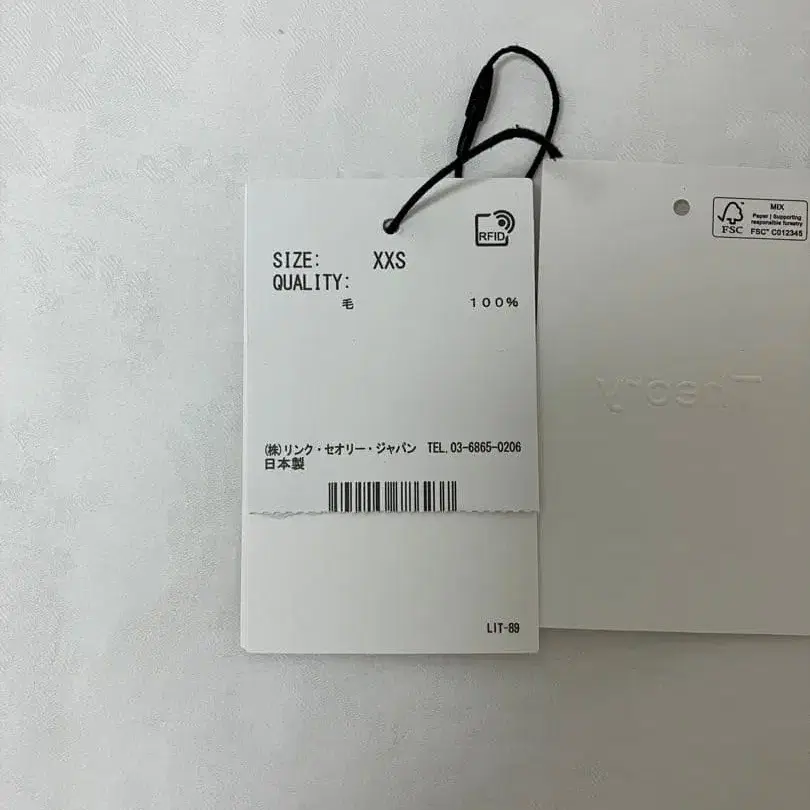 RFID
SIZE: XXS
QUALITY:
毛 100%
(株)リンク・セオリー・ジャパン TEL.03-6865-0206
日本製
LIT-89
FSC
MIX
Paper | Supporting
responsible forestry
FSC™ C012345
Theory